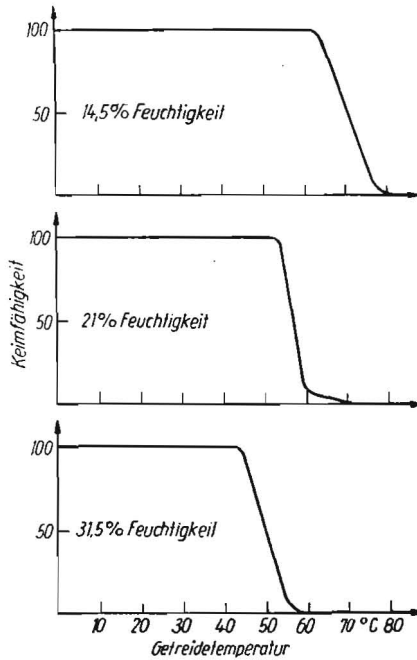 100
50
14,5% Feuchtigkeit
100
50
21% Feuchtigkeit
Keimfähigkeit
100
50
31,5% Feuchtigkeit
10 20 30 40 50 60 70 °C 80
Getreidetemperatur